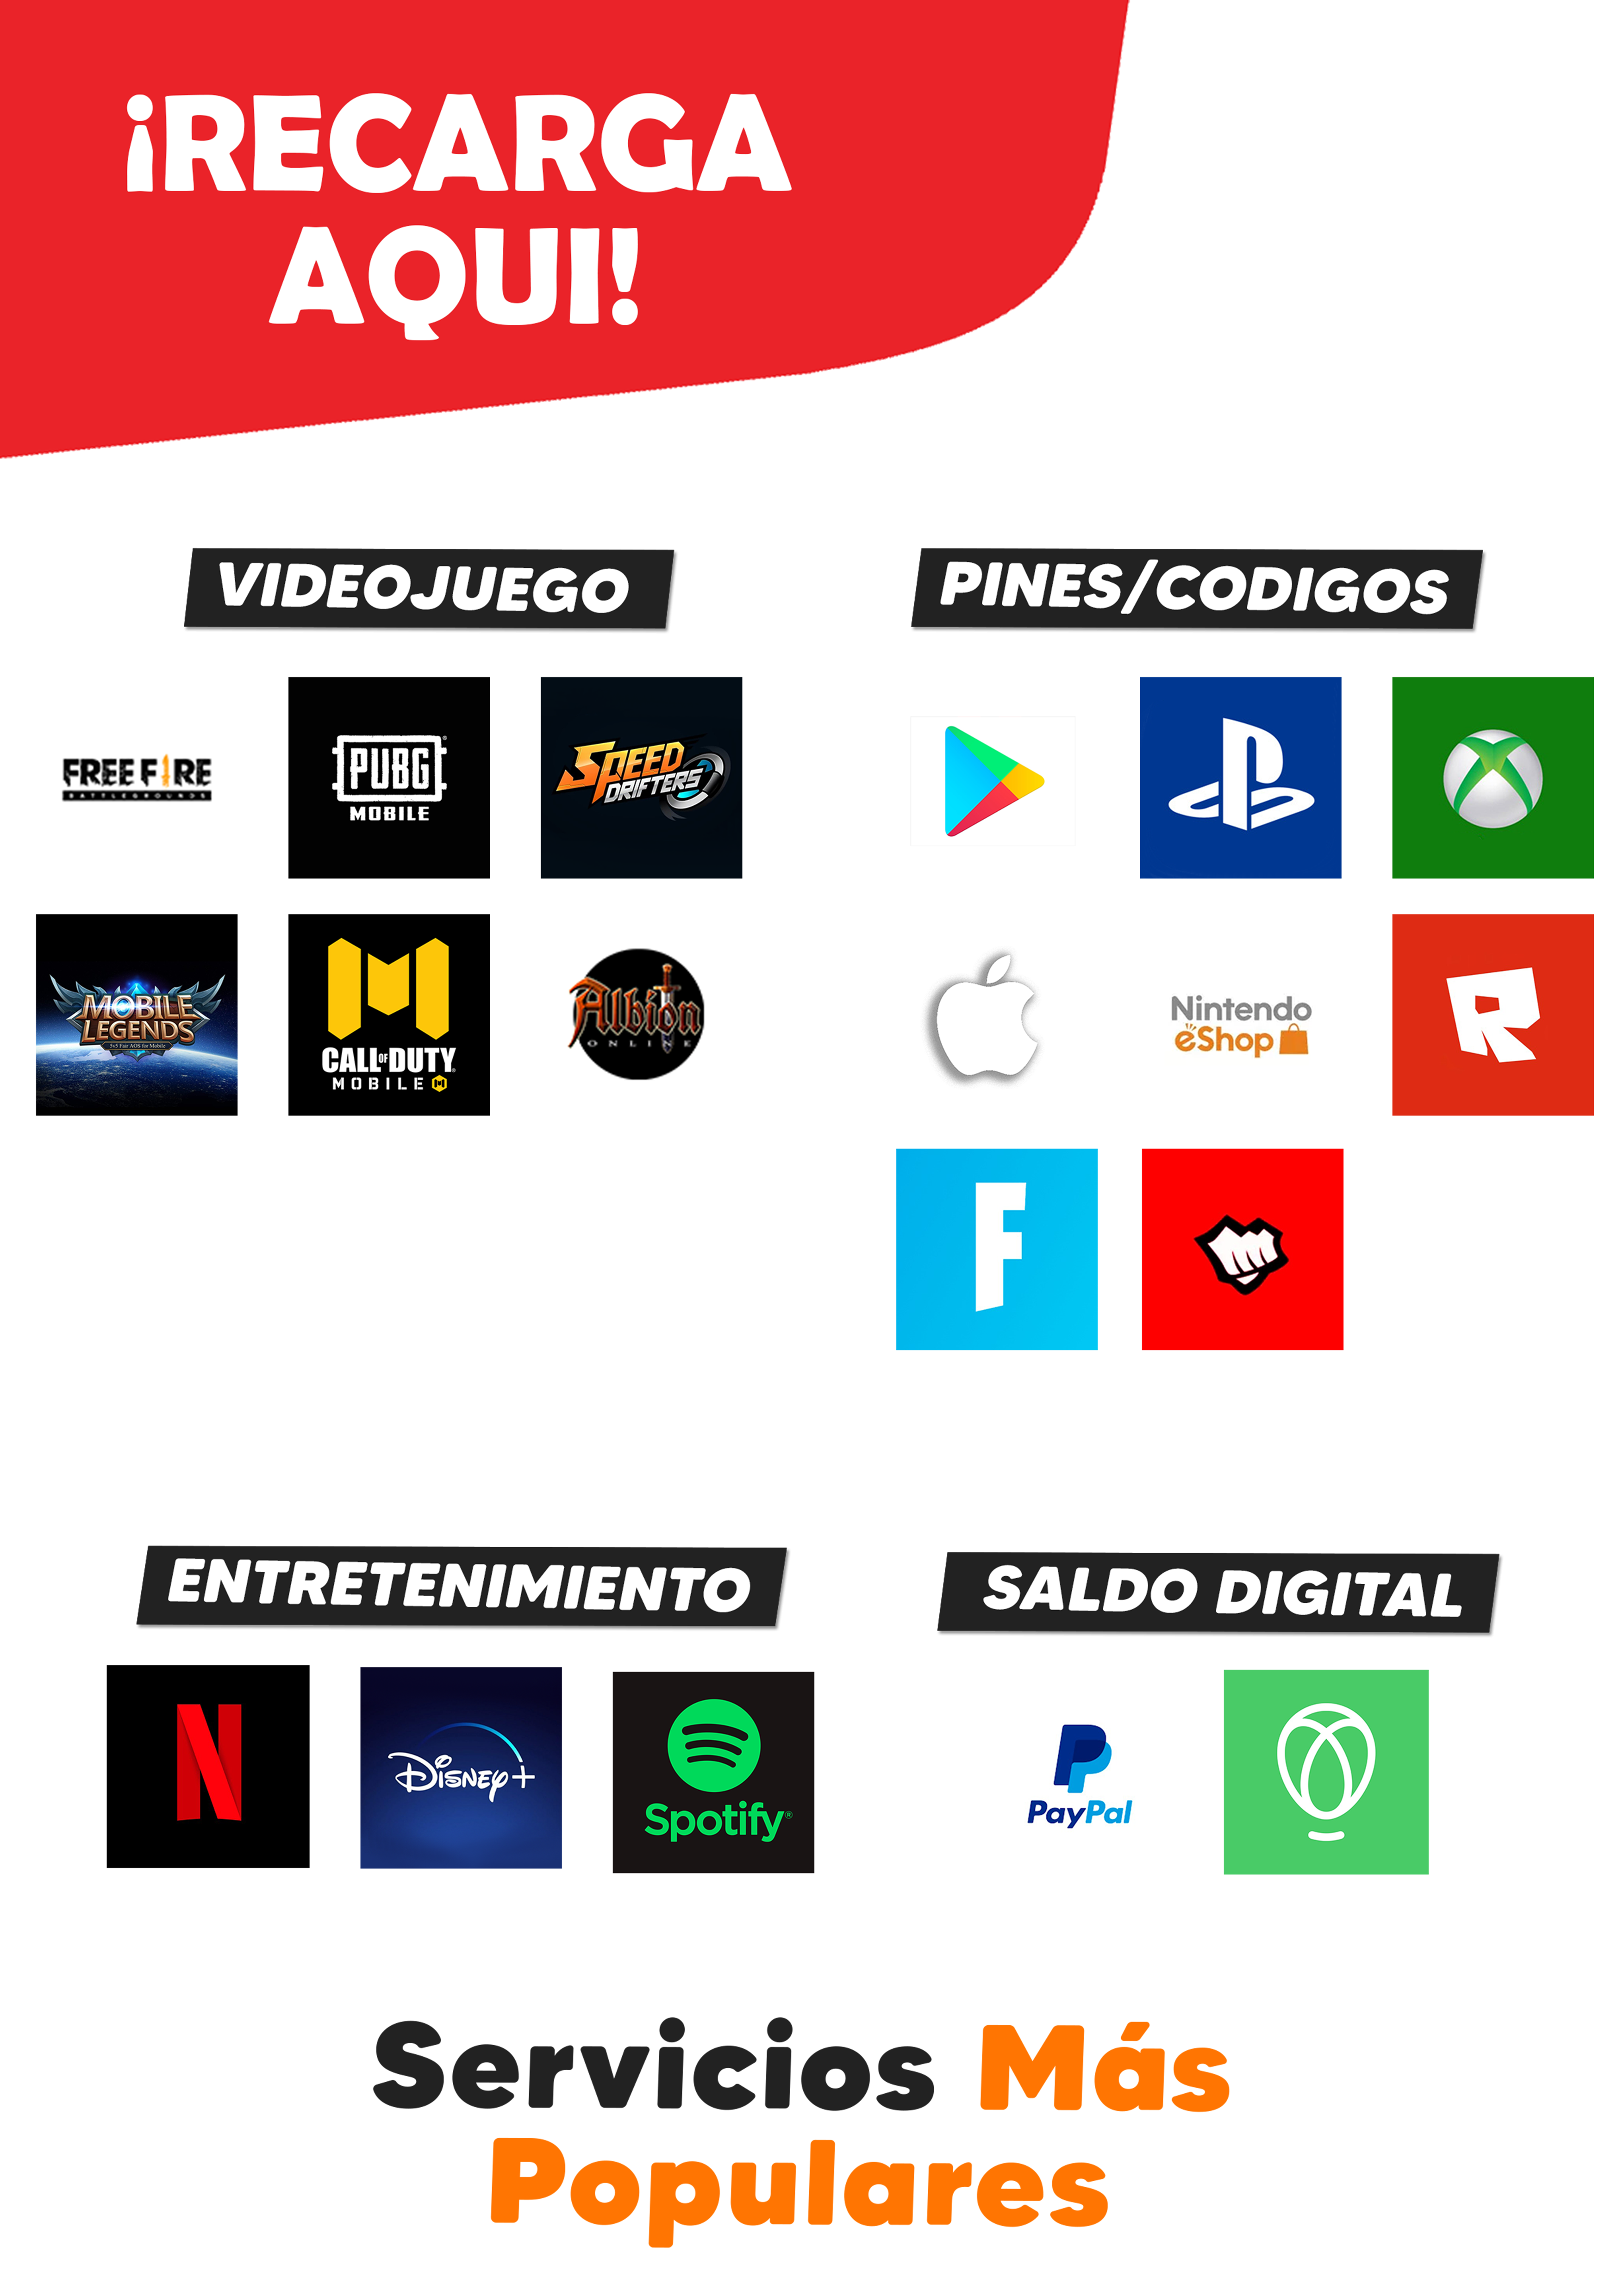 ¡RECARGA
AQUI!
VIDEOJUEGO
PINES/CODIGOS
FREE FIRE
BATTLEGROUNDS
PUBG
MOBILE
SPEED
DRIFTERS
MOBILE
LEGENDS
5v5 Fair AOS for Mobile
CALL OF DUTY
MOBILE
Albion
ONLINE
Nintendo
eShop
R
F
ENTRETENIMIENTO
SALDO DIGITAL
N
Disney+
Spotify®
PayPal
Servicios Más
Populares